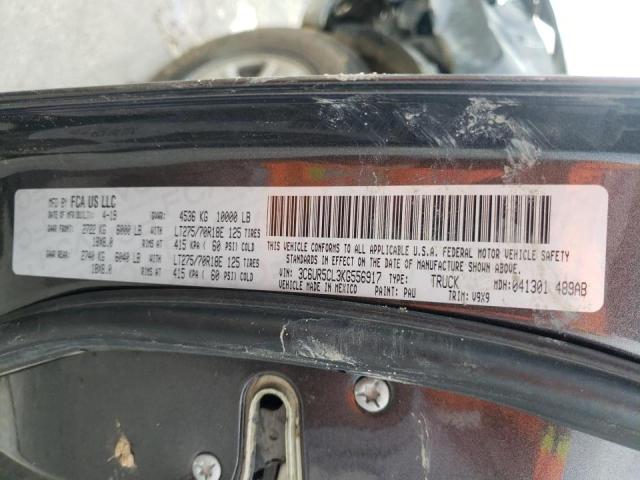 MFD BY FCA US LLC
DATE OF MFR/BUILT: 4-19 GVWR: 4536 KG 10000 LB
GAWR FRONT: 2722 KG 6000 LB WITH LT275/70R18E 125 TIRES
18X8.0 RIMS AT 415 KPA ( 60 PSI) COLD
GAWR REAR: 2740 KG 6040 LB WITH LT275/70R18E 125 TIRES
18X8.0 RIMS AT 415 KPA ( 60 PSI) COLD
THIS VEHICLE CONFORMS TO ALL APPLICABLE U.S.A. FEDERAL MOTOR VEHICLE SAFETY
STANDARDS IN EFFECT ON THE DATE OF MANUFACTURE SHOWN ABOVE.
VIN: 3C6UR5CL3KG556917 TYPE: TRUCK MDH: 041301 489AB
VEHICLE MADE IN MEXICO PAINT: PAU TRIM: V9X9